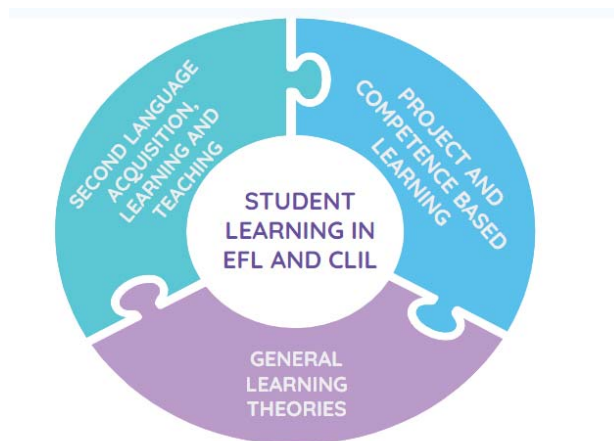 SECOND LANGUAGE
ACQUISITION,
LEARNING AND
TEACHING
PROJECT AND
COMPETENCE BASED
LEARNING
STUDENT
LEARNING IN
EFL AND CLIL
GENERAL
LEARNING
THEORIES